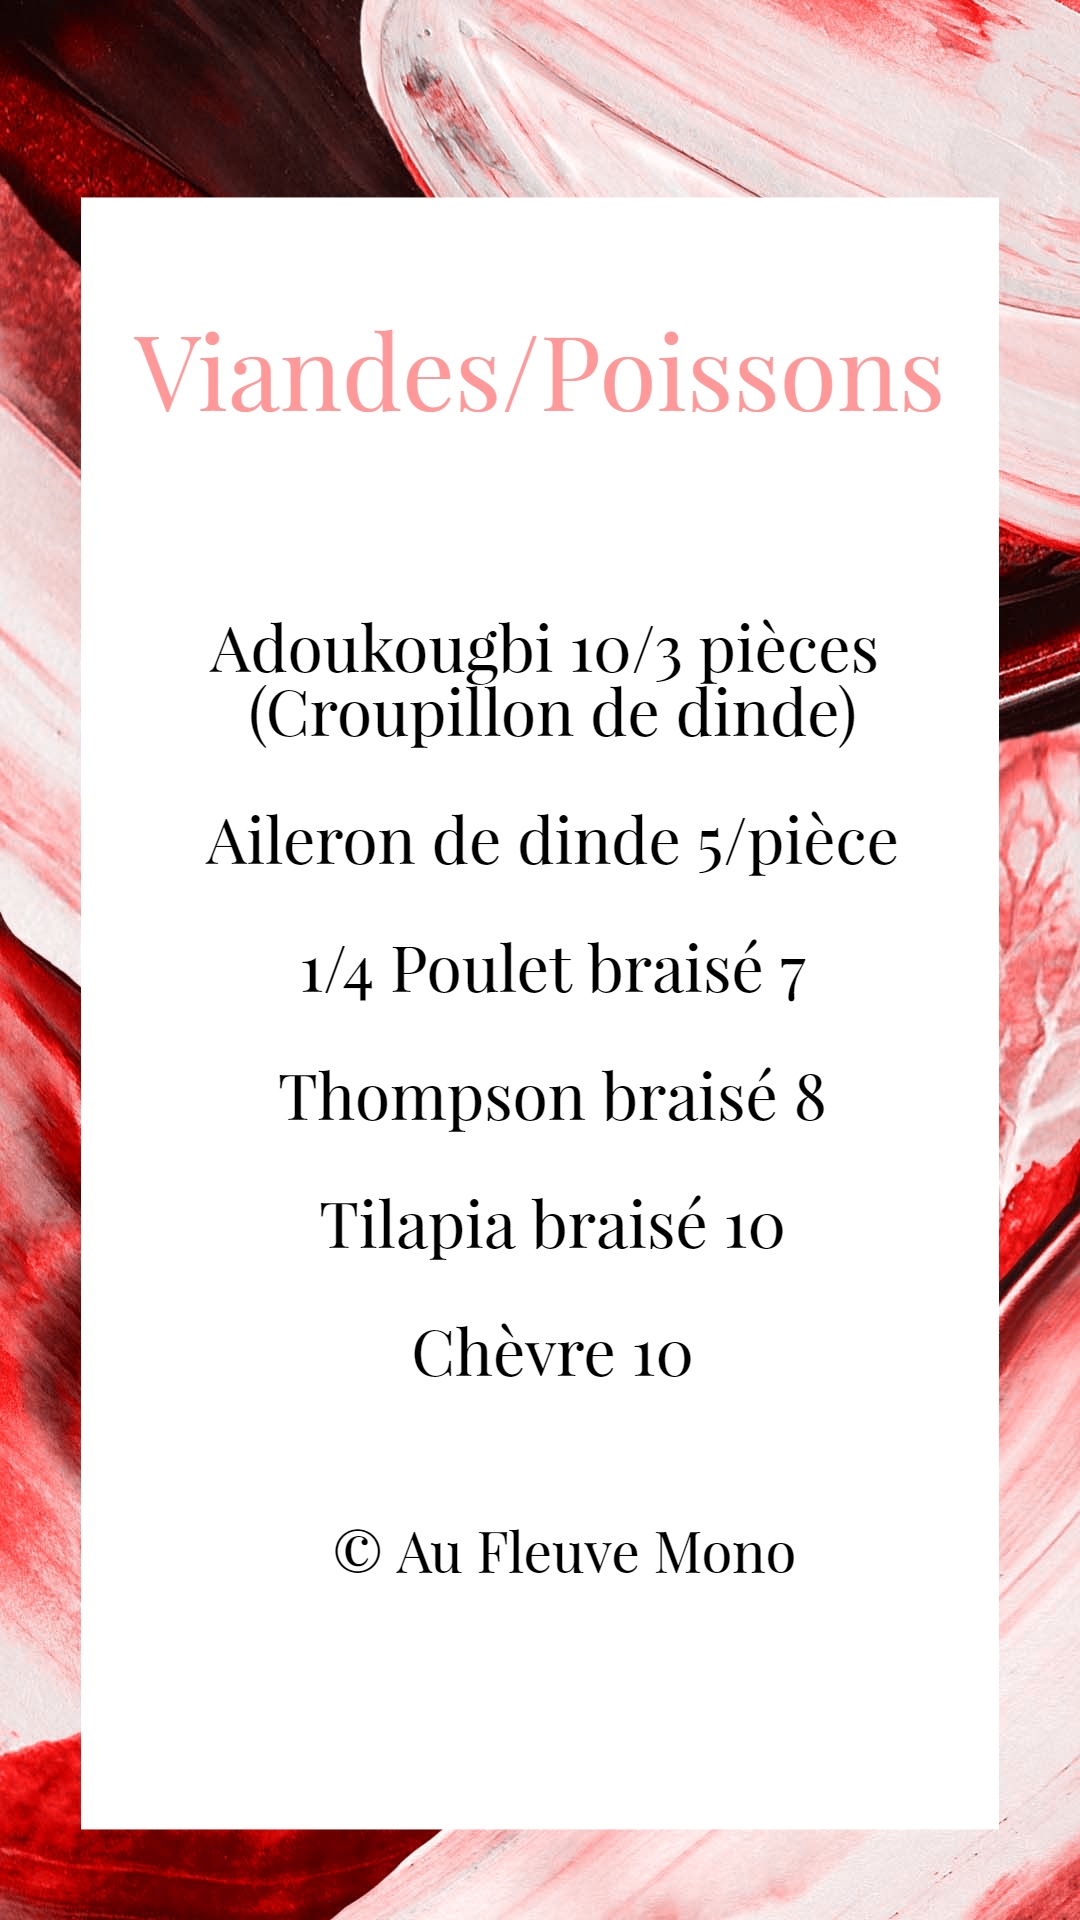 Viandes/Poissons
Adoukougbi 10/3 pièces
(Croupillon de dinde)
Aileron de dinde 5/pièce
1/4 Poulet braisé 7
Thompson braisé 8
Tilapia braisé 10
Chèvre 10
© Au Fleuve Mono